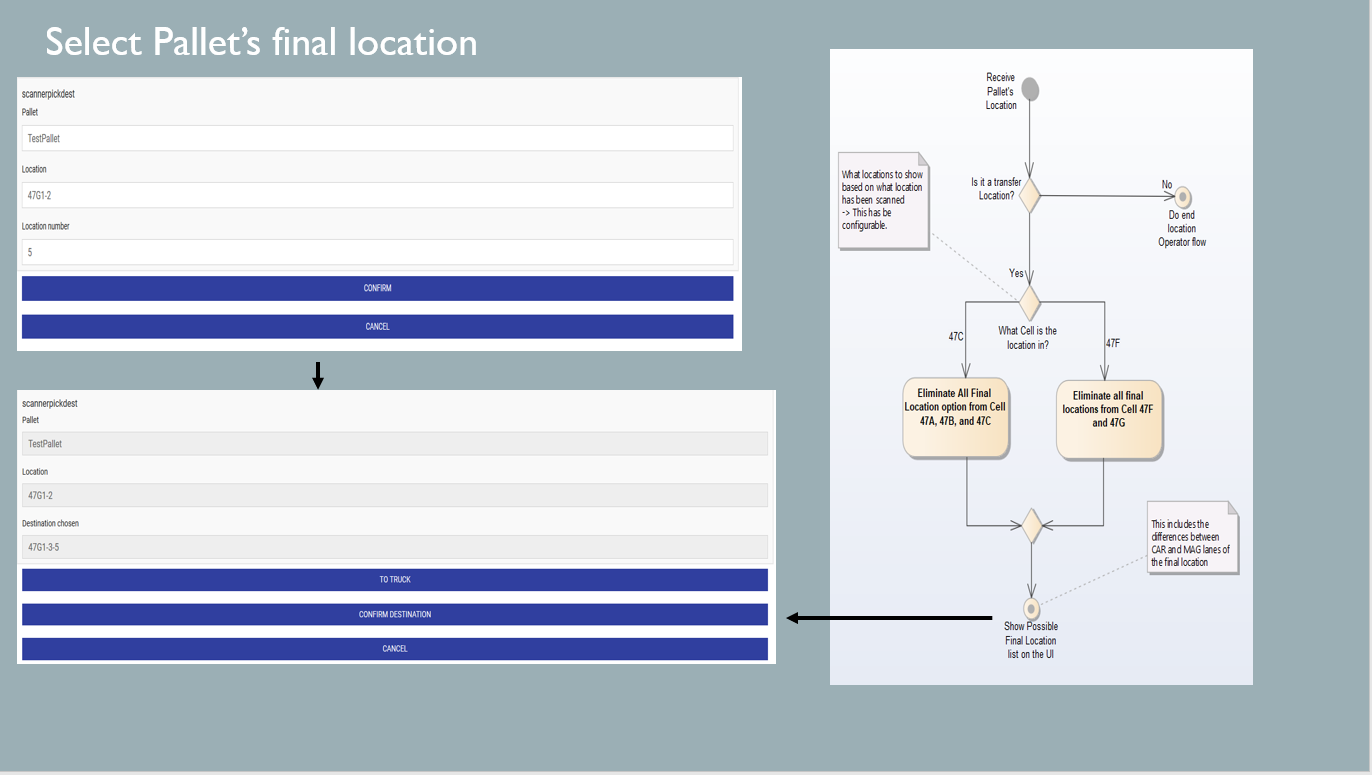 Select Pallet's final location
scannerpickdest
Pallet
TestPallet
Location
47G1-2
Location number
5
CONFIRM
CANCEL
scannerpickdest
Pallet
TestPallet
Location
47G1-2
Destination chosen
47G1-3-5
TO TRUCK
CONFIRM DESTINATION
CANCEL
Receive
Pallet's
Location
What locations to show
based on what location
has been scanned
-> This has be
configurable.
Is it a transfer
Location?
No
Do end
location
Operator flow
Yes
What Cell is the
location in?
47C
47F
Eliminate All Final
Location option from Cell
47A, 47B, and 47C
Eliminate all final
locations from Cell 47F
and 47G
This includes the
differences between
CAR and MAG lanes of
the final location
Show Possible
Final Location
list on the UI